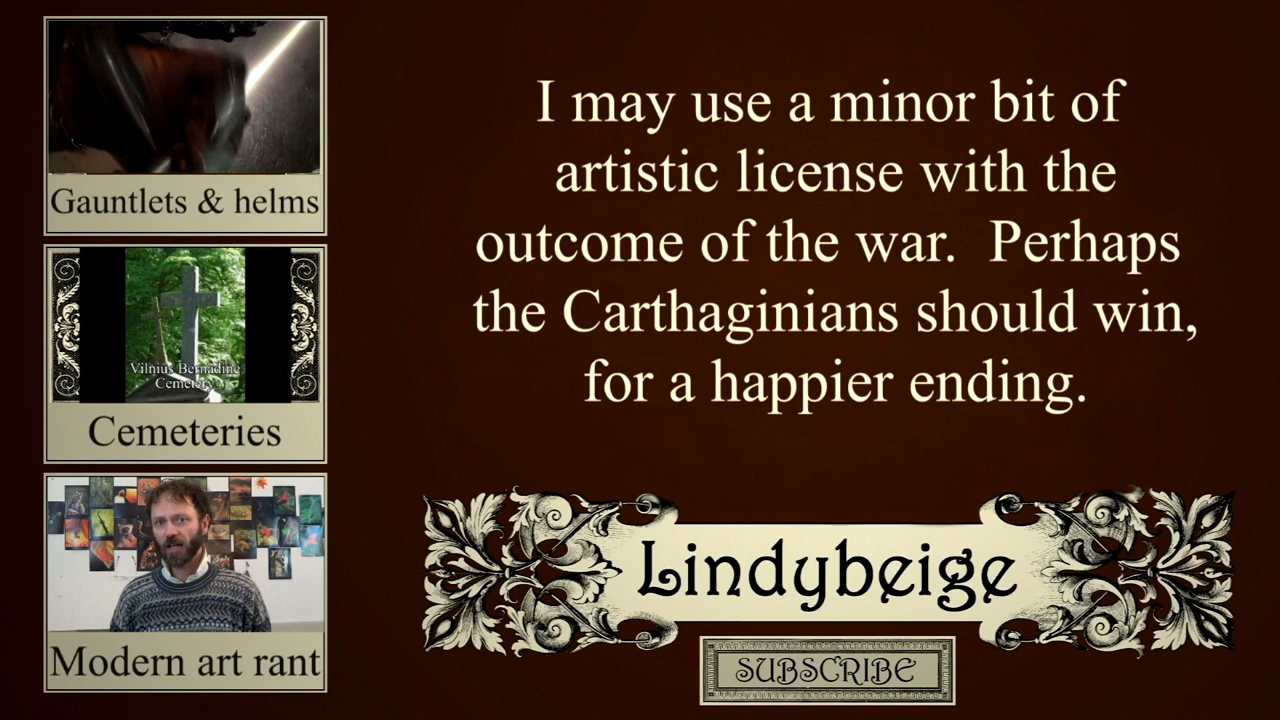 Gauntlets & helms
Vilnius Bernadine
Cemetery
Cemeteries
Modern art rant
I may use a minor bit of
artistic license with the
outcome of the war.  Perhaps
the Carthaginians should win,
for a happier ending.
Lindybeige
SUBSCRIBE